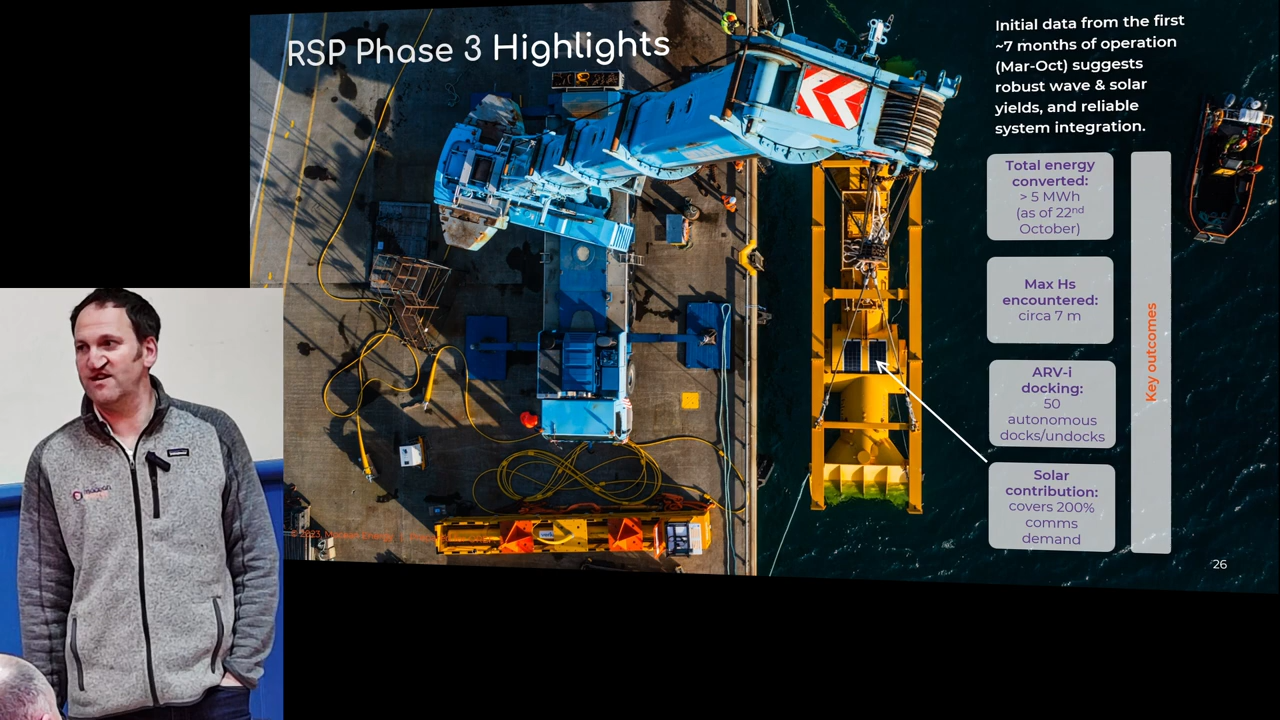 RSP Phase 3 Highlights
Initial data from the first
~7 months of operation
(Mar-Oct) suggests
robust wave & solar
yields, and reliable
system integration.
Total energy
converted:
> 5 MWh
(as of 22nd
October)
Max Hs
encountered:
circa 7 m
ARV-i
docking:
50
autonomous
docks/undocks
Solar
contribution:
covers 200%
comms
demand
Key outcomes
26
patagonia